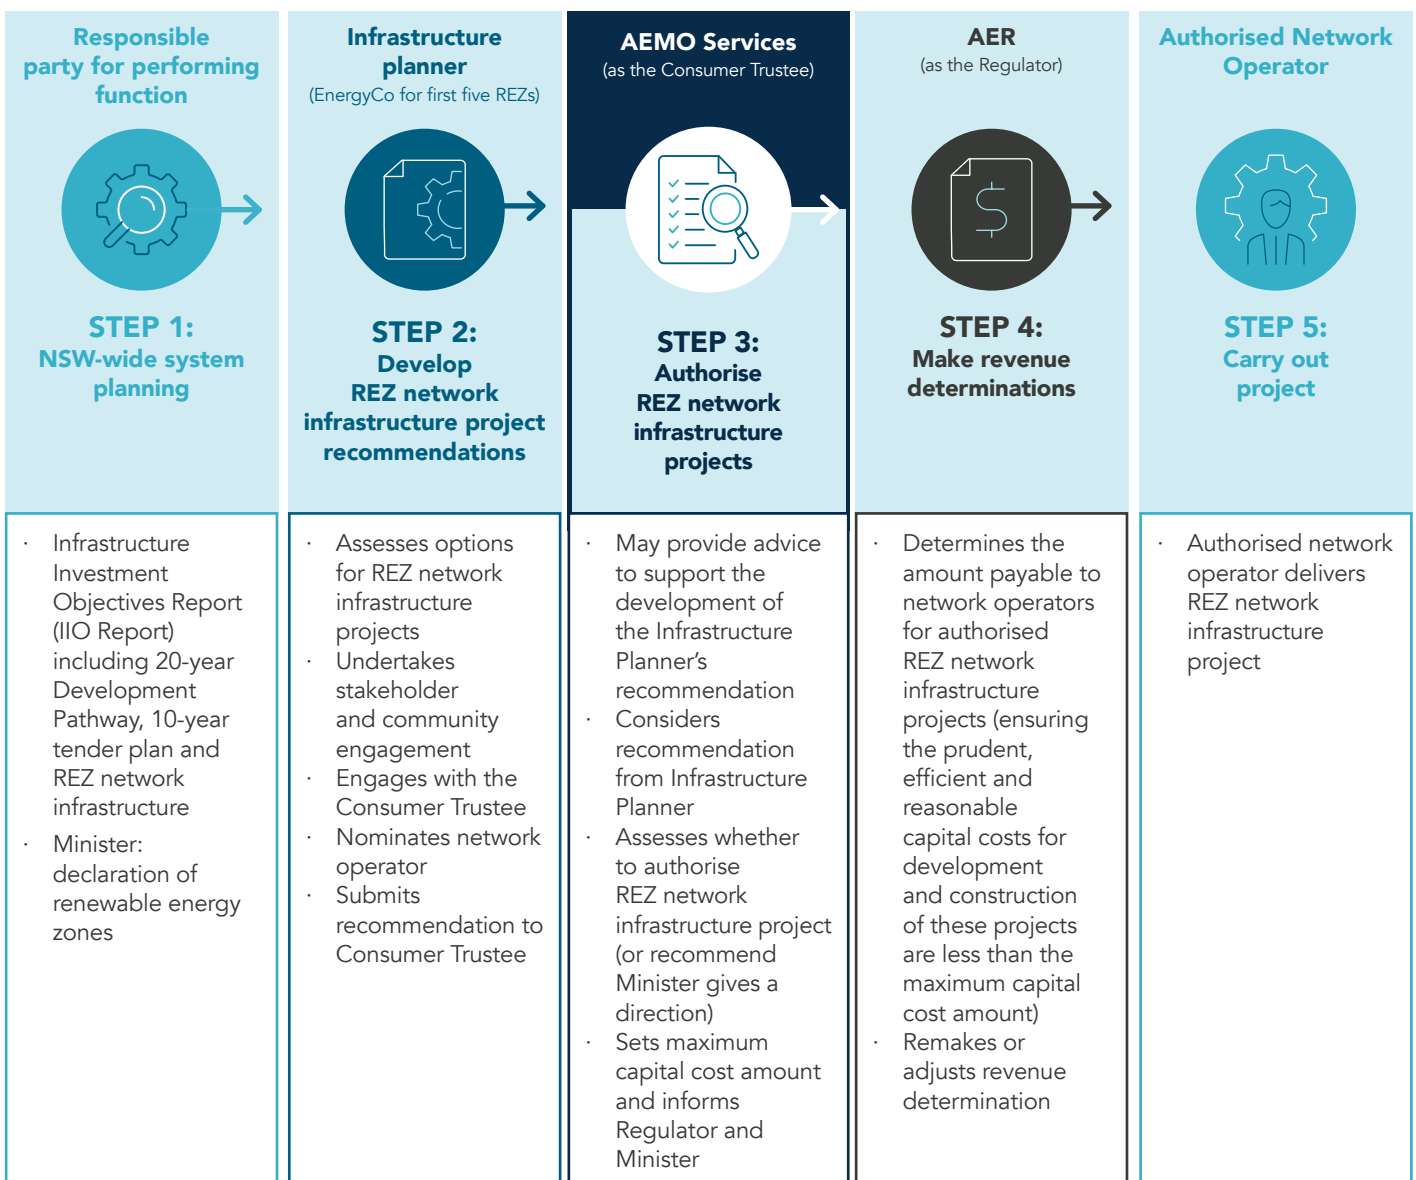 Responsible
party for performing
function
STEP 1:
NSW-wide system
planning
· Infrastructure
Investment
Objectives Report
(IIO Report)
including 20-year
Development
Pathway, 10-year
tender plan and
REZ network
infrastructure
· Minister:
declaration of
renewable energy
zones
Infrastructure
planner
(EnergyCo for first five REZs)
STEP 2:
Develop
REZ network
infrastructure project
recommendations
· Assesses options
for REZ network
infrastructure
projects
· Undertakes
stakeholder
and community
engagement
· Engages with the
Consumer Trustee
· Nominates network
operator
· Submits
recommendation to
Consumer Trustee
AEMO Services
(as the Consumer Trustee)
STEP 3:
Authorise
REZ network
infrastructure
projects
· May provide advice
to support the
development of
the Infrastructure
Planner’s
recommendation
· Considers
recommendation
from Infrastructure
Planner
· Assesses whether
to authorise
REZ network
infrastructure project
(or recommend
Minister gives a
direction)
· Sets maximum
capital cost amount
and informs
Regulator and
Minister
AER
(as the Regulator)
$
STEP 4:
Make revenue
determinations
· Determines the
amount payable to
network operators
for authorised
REZ network
infrastructure
projects (ensuring
the prudent,
efficient and
reasonable
capital costs for
development
and construction
of these projects
are less than the
maximum capital
cost amount)
· Remakes or
adjusts revenue
determination
Authorised Network
Operator
STEP 5:
Carry out
project
· Authorised network
operator delivers
REZ network
infrastructure
project